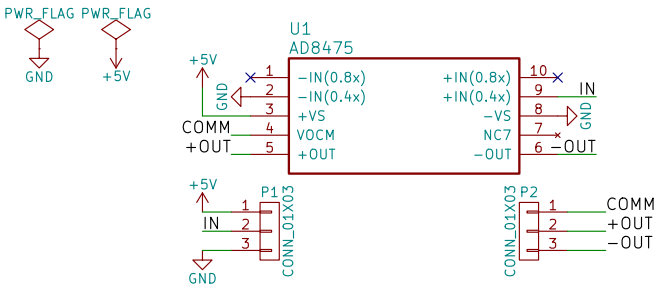 PWR_FLAG PWR_FLAG
GND +5V
U1
AD8475
+5V
1 -IN(0.8x) +IN(0.8x) 10
GND 2 -IN(0.4x) +IN(0.4x) 9 IN
3 +VS -VS 8 GND
COMM 4 VOCM NC7 7
+OUT 5 +OUT -OUT 6 -OUT
+5V P1 P2
1 1 COMM
IN 2 2 +OUT
3 3 -OUT
CONN_01X03 CONN_01X03
GND